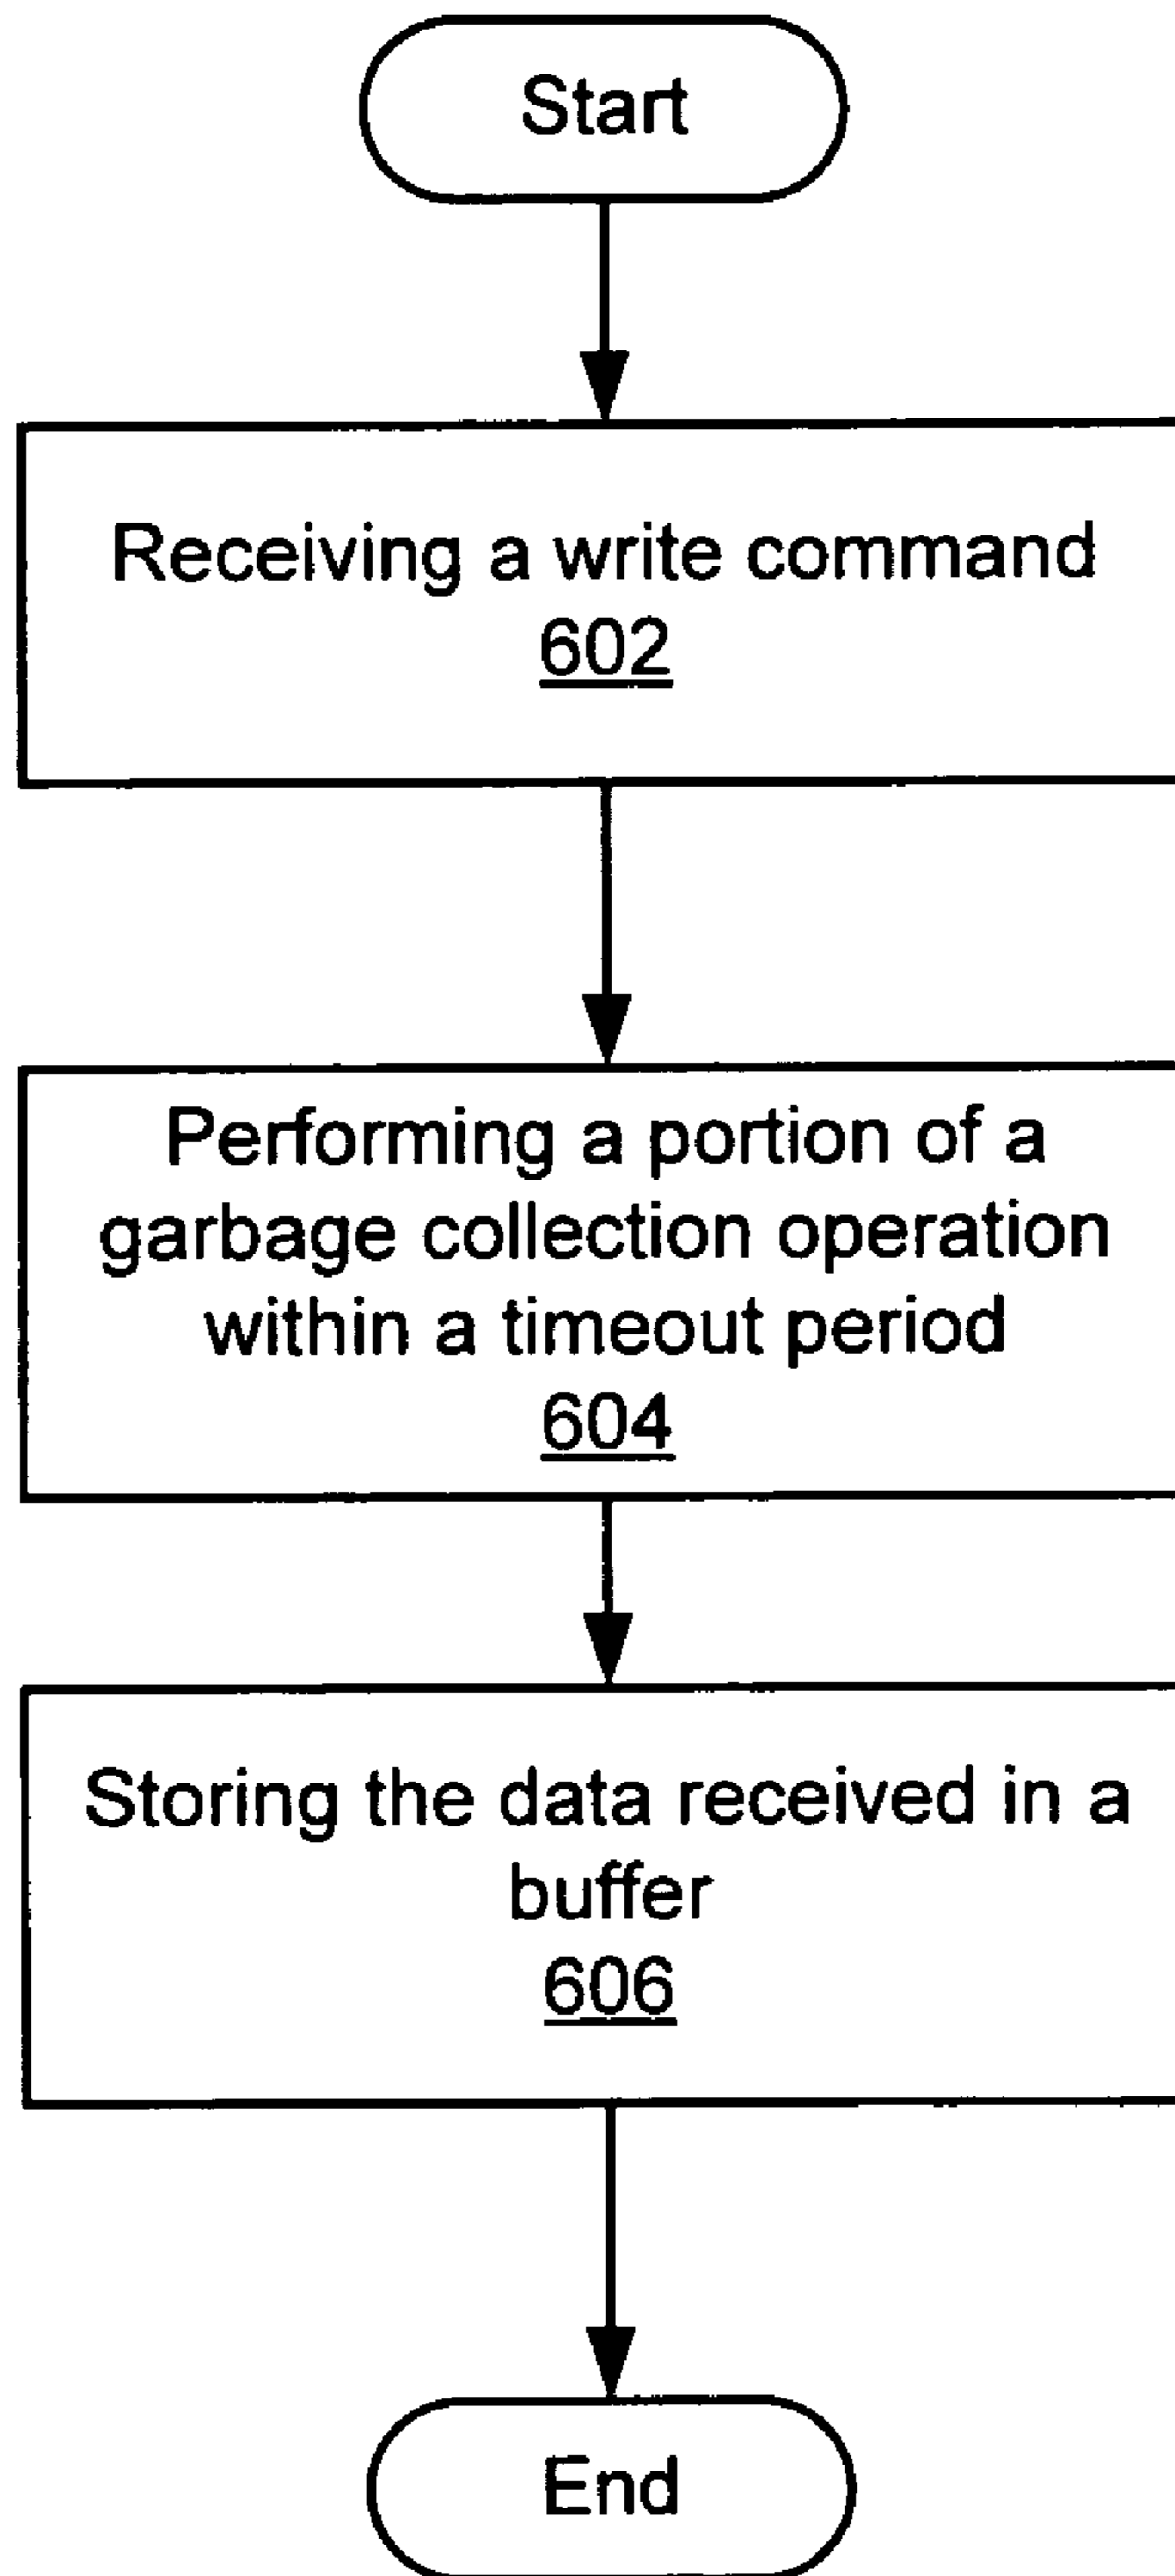 Start
Receiving a write command
602
Performing a portion of a
garbage collection operation
within a timeout period
604
Storing the data received in a
buffer
606
End